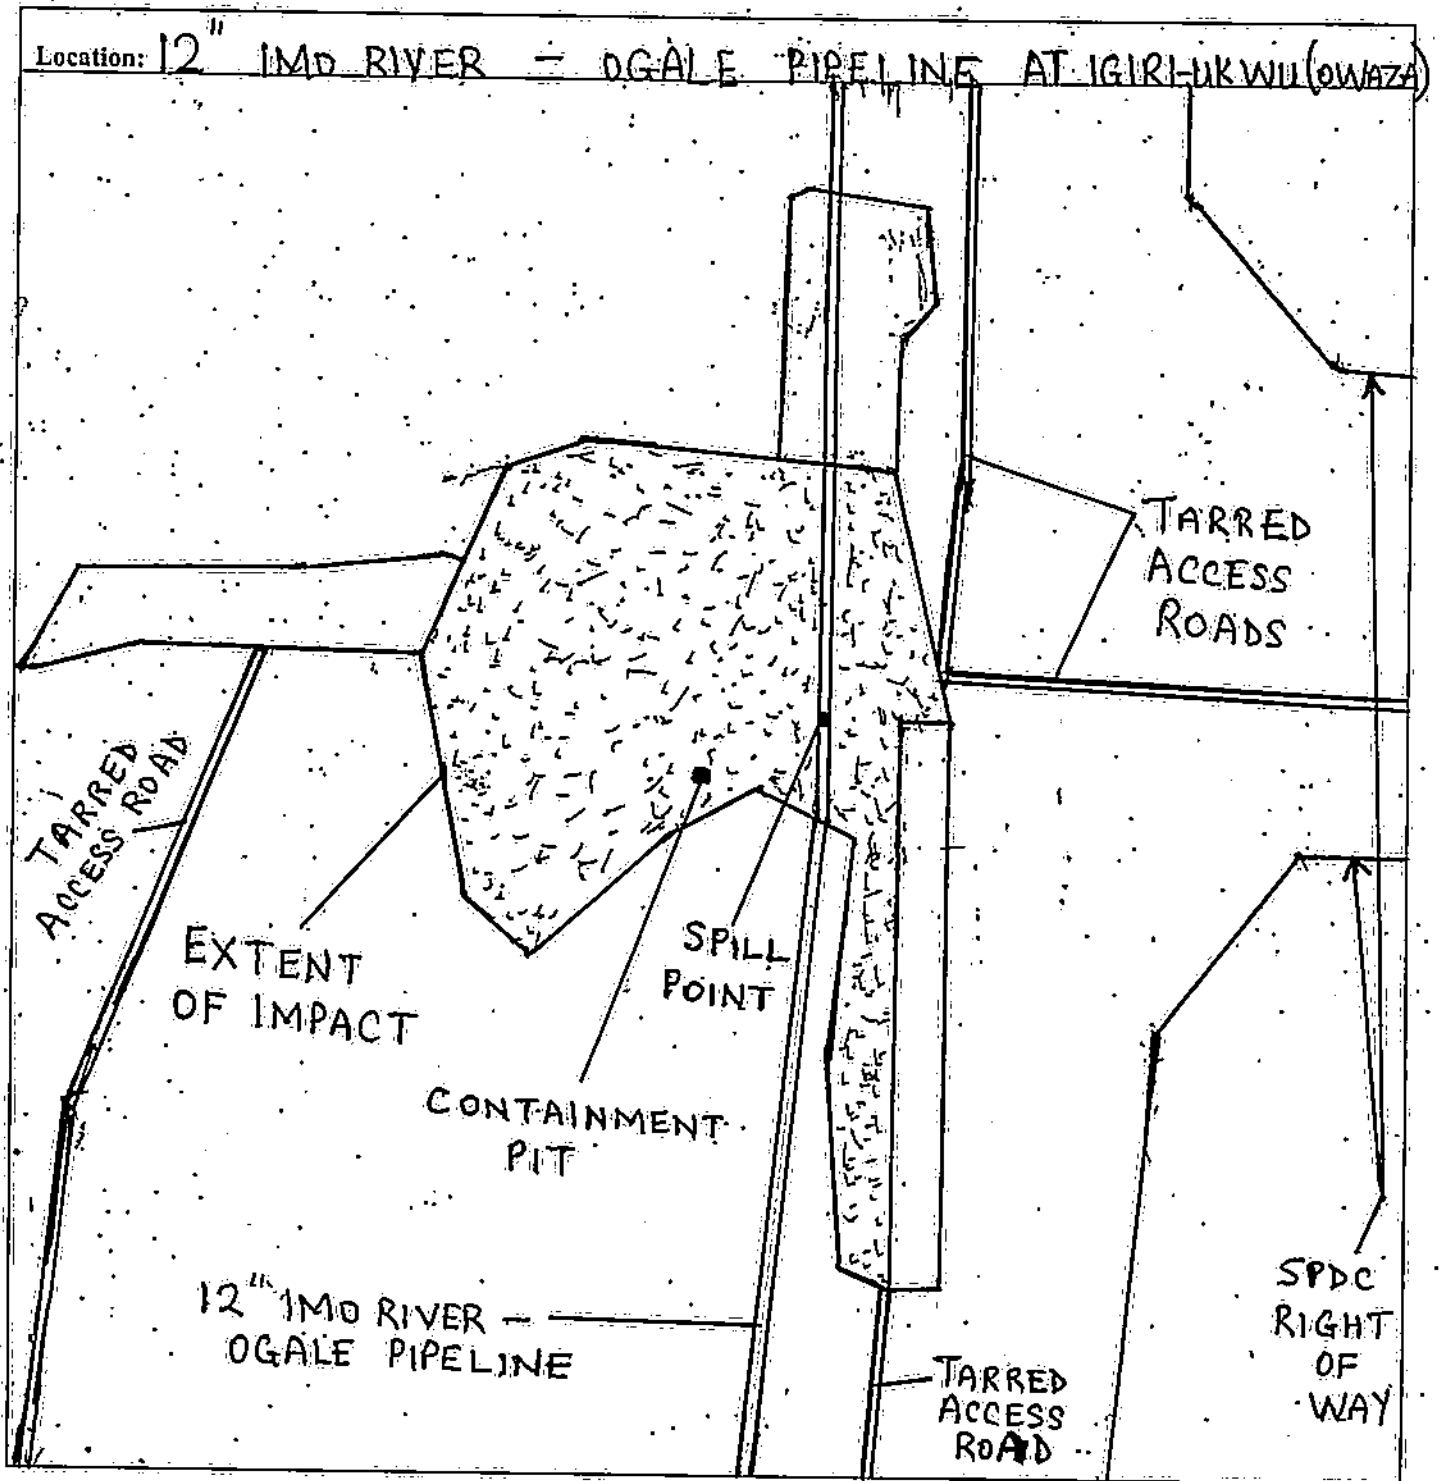 Location: 12" IMO RIVER - OGALE PIPELINE AT IGIRI-UKWU (OWAZA)
TARRED
ACCESS
ROADS
TARRED
ACCESS ROAD
EXTENT
OF IMPACT
SPILL
POINT
CONTAINMENT
PIT
12" IMO RIVER -
OGALE PIPELINE
TARRED
ACCESS
ROAD
SPDC
RIGHT
OF
WAY